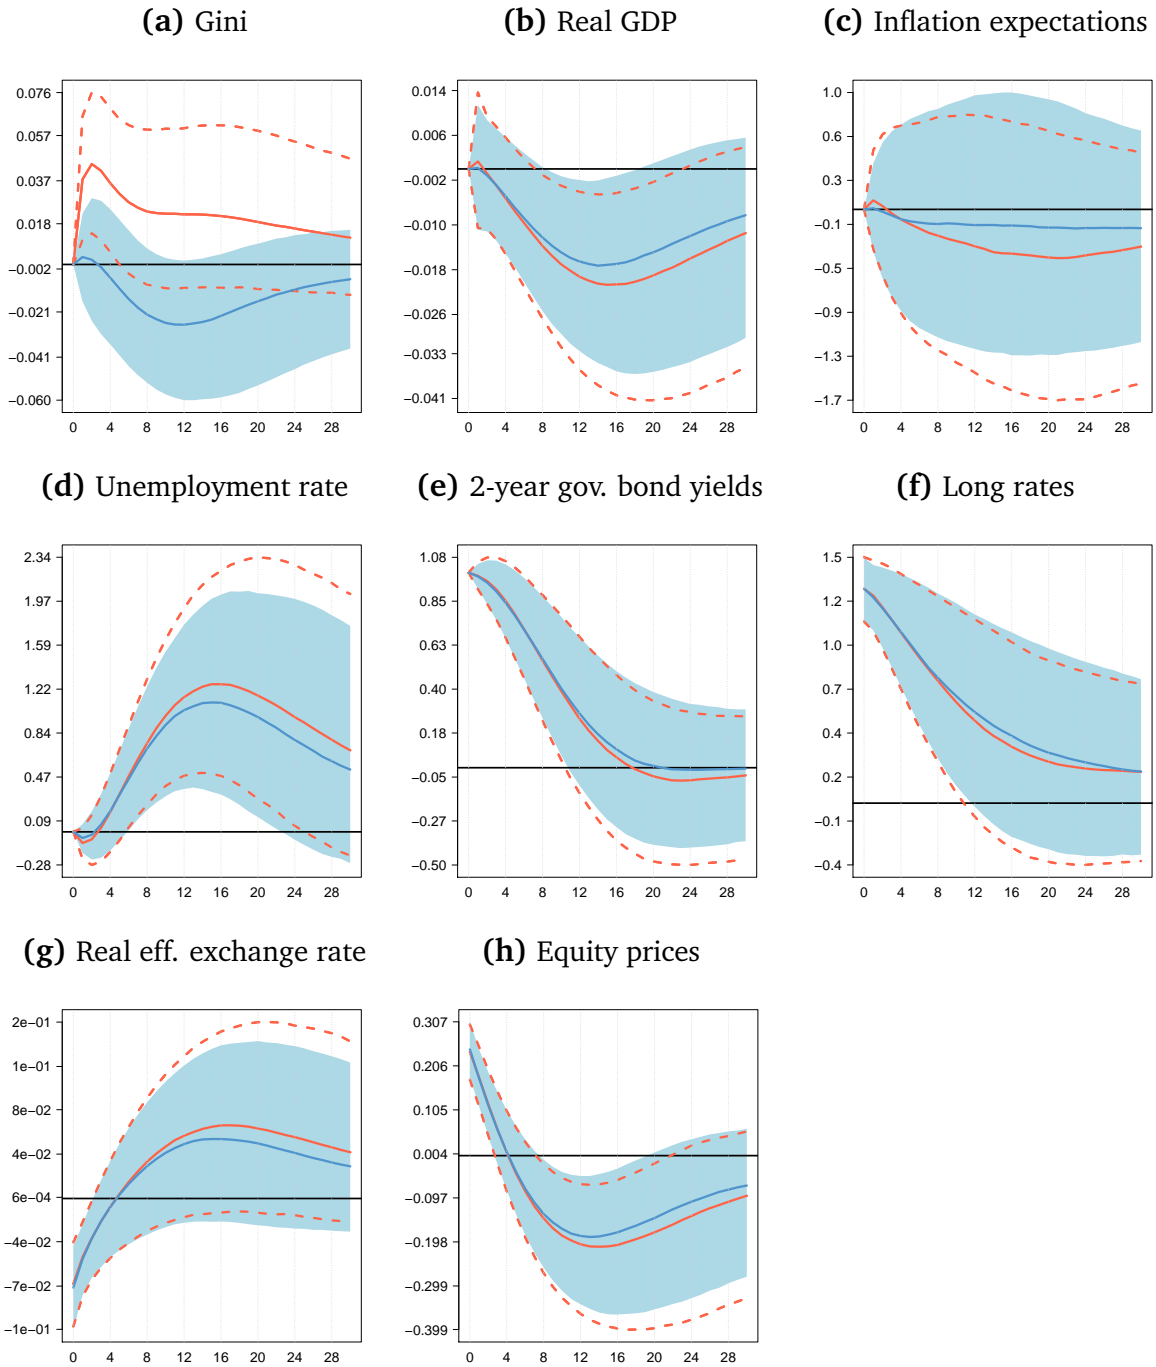 (a) Gini
(b) Real GDP
(c) Inflation expectations
0.076
0.057
0.037
0.018
−0.002
−0.021
−0.041
−0.060
0 4 8 12 16 20 24 28
0.014
0.006
−0.002
−0.010
−0.018
−0.026
−0.033
−0.041
0 4 8 12 16 20 24 28
1.0
0.6
0.3
−0.1
−0.5
−0.9
−1.3
−1.7
0 4 8 12 16 20 24 28
(d) Unemployment rate
(e) 2-year gov. bond yields
(f) Long rates
2.34
1.97
1.59
1.22
0.84
0.47
0.09
−0.28
0 4 8 12 16 20 24 28
1.08
0.85
0.63
0.40
0.18
−0.05
−0.27
−0.50
0 4 8 12 16 20 24 28
1.5
1.2
1.0
0.7
0.4
0.2
−0.1
−0.4
0 4 8 12 16 20 24 28
(g) Real eff. exchange rate
(h) Equity prices
2e−01
1e−01
8e−02
4e−02
6e−04
−4e−02
−7e−02
−1e−01
0 4 8 12 16 20 24 28
0.307
0.206
0.105
0.004
−0.097
−0.198
−0.299
−0.399
0 4 8 12 16 20 24 28